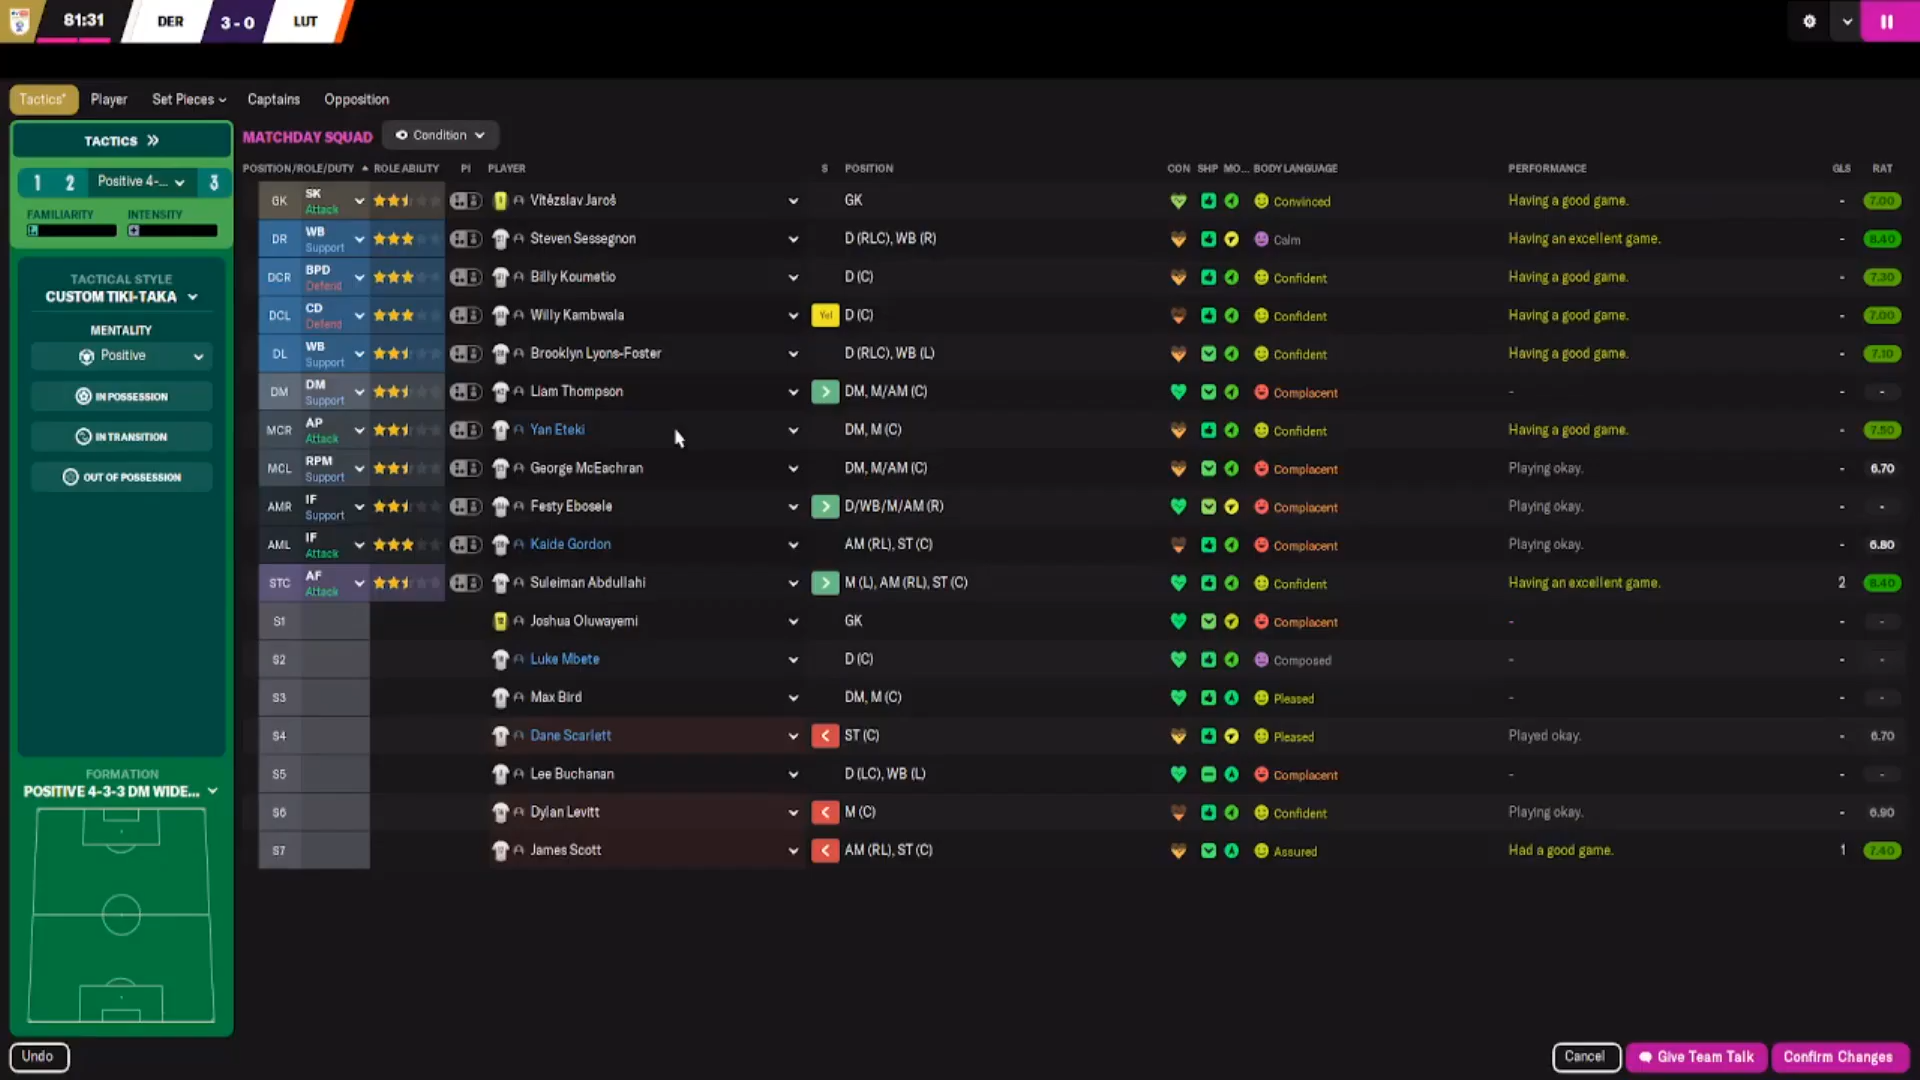 81:31 DER 3 - 0 LUT
Tactics* Player Set Pieces Captains Opposition
TACTICS
1 2 Positive 4-... 3
FAMILIARITY INTENSITY
TACTICAL STYLE
CUSTOM TIKI-TAKA
MENTALITY
Positive
IN POSSESSION
IN TRANSITION
OUT OF POSSESSION
FORMATION
POSITIVE 4-3-3 DM WIDE...
MATCHDAY SQUAD Condition
POSITION/ROLE/DUTY ROLE ABILITY PI PLAYER S POSITION CON SHP MO... BODY LANGUAGE PERFORMANCE GLS RAT
GK SK Attack Vítězslav Jaroš GK Convinced Having a good game. - 7.00
DR WB Support Steven Sessegnon D (RLC), WB (R) Calm Having an excellent game. - 8.40
DCR BPD Defend Billy Koumetio D (C) Confident Having a good game. - 7.30
DCL CD Defend Willy Kambwala Yel D (C) Confident Having a good game. - 7.00
DL WB Support Brooklyn Lyons-Foster D (RLC), WB (L) Confident Having a good game. - 7.10
DM DM Support Liam Thompson DM, M/AM (C) Complacent - - -
MCR AP Attack Yan Eteki DM, M (C) Confident Having a good game. - 7.50
MCL RPM Support George McEachran DM, M/AM (C) Complacent Playing okay. - 6.70
AMR IF Support Festy Ebosele D/WB/M/AM (R) Complacent Playing okay. - -
AML IF Attack Kaide Gordon AM (RL), ST (C) Complacent Playing okay. - 6.80
STC AF Attack Suleiman Abdullahi M (L), AM (RL), ST (C) Confident Having an excellent game. 2 8.40
S1 Joshua Oluwayemi GK Complacent - - -
S2 Luke Mbete D (C) Composed - - -
S3 Max Bird DM, M (C) Pleased - - -
S4 Dane Scarlett ST (C) Pleased Played okay. - 6.70
S5 Lee Buchanan D (LC), WB (L) Complacent - - -
S6 Dylan Levitt M (C) Confident Playing okay. - 6.90
S7 James Scott AM (RL), ST (C) Assured Had a good game. 1 7.40
Undo Cancel Give Team Talk Confirm Changes